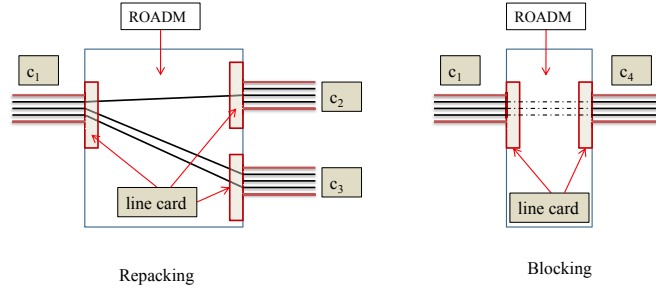 ROADM
c1
c2
c3
line card
Repacking
ROADM
c1
c4
line card
Blocking